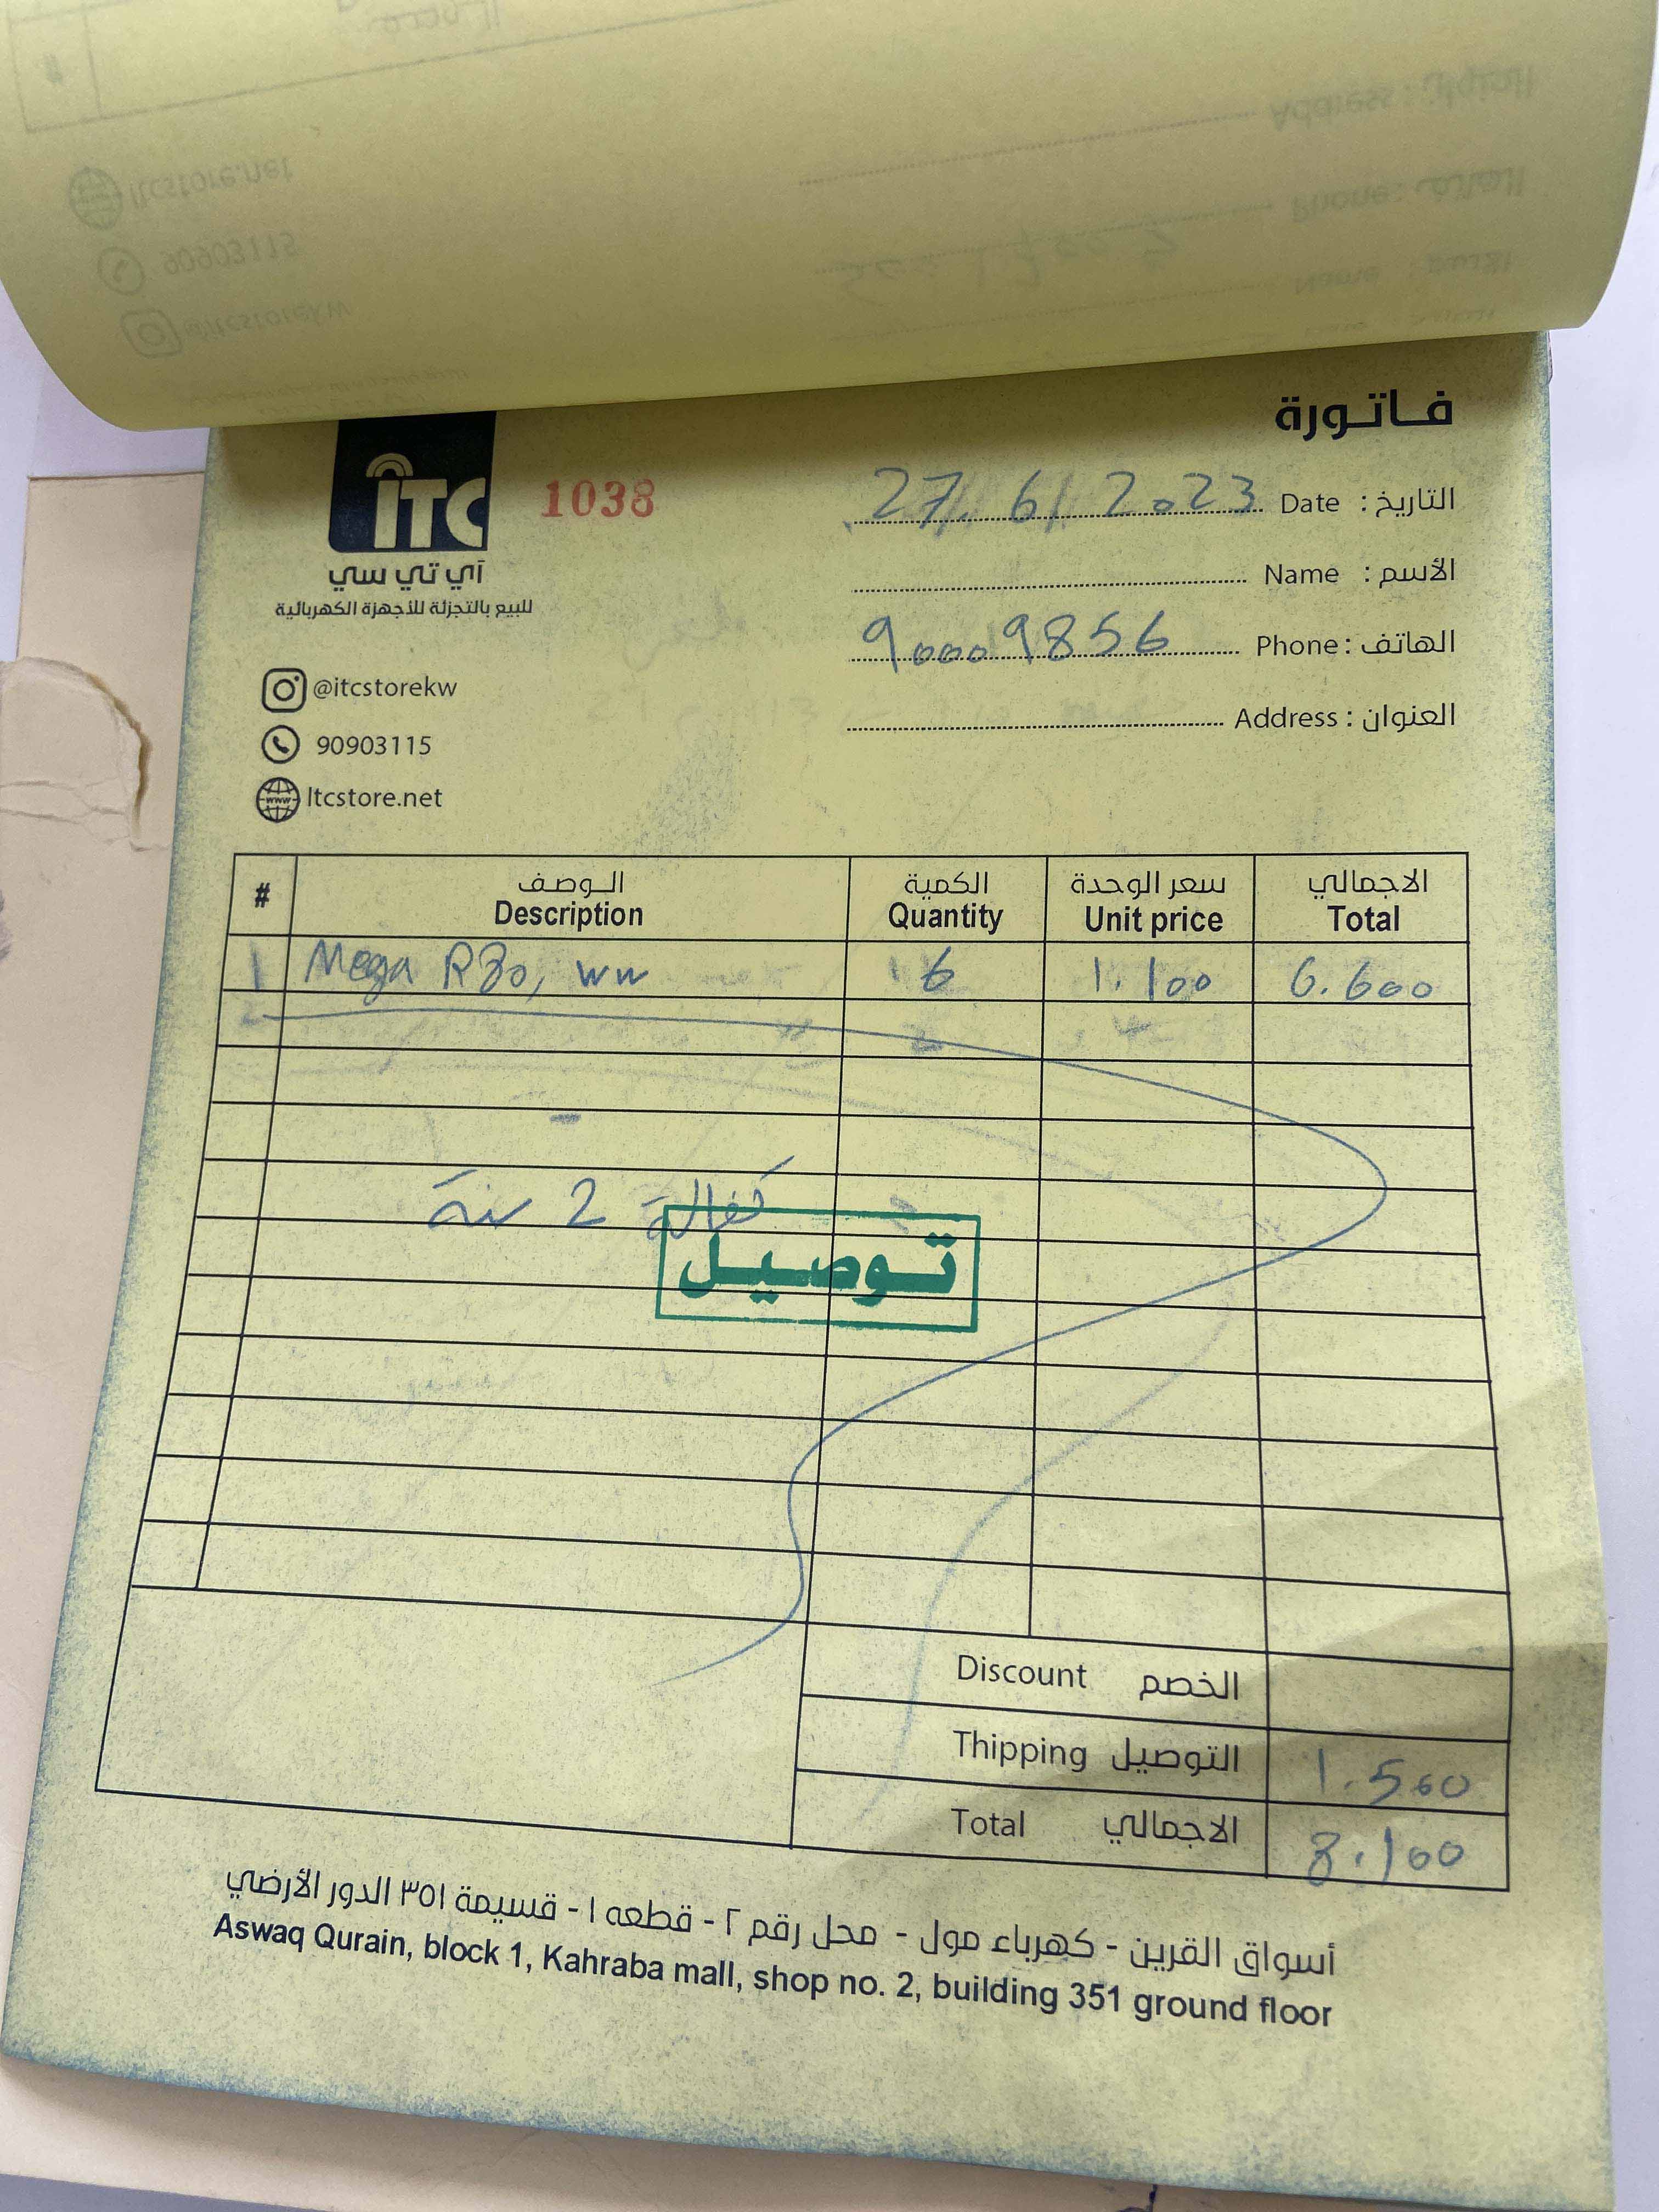 فاتورة
ITC
آي تي سي
للبيع بالتجزئة للأجهزة الكهربائية
1038
التاريخ : Date 27/6/2023
الأسم : Name
الهاتف : Phone 90009856
العنوان : Address
@itcstorekw
90903115
Itcstore.net
# الوصف الكمية سعر الوحدة الاجمالي
Description Quantity Unit price Total
1 Mega R80, ww 6 1.100 6.600
كفالة 2 سنة
توصيل
Discount الخصم
Thipping التوصيل 1.500
Total الاجمالي 8.100
أسواق القرين - كهرباء مول - محل رقم ٢ - قطعه ١ - قسيمة ٣٥١ الدور الأرضي
Aswaq Qurain, block 1, Kahraba mall, shop no. 2, building 351 ground floor